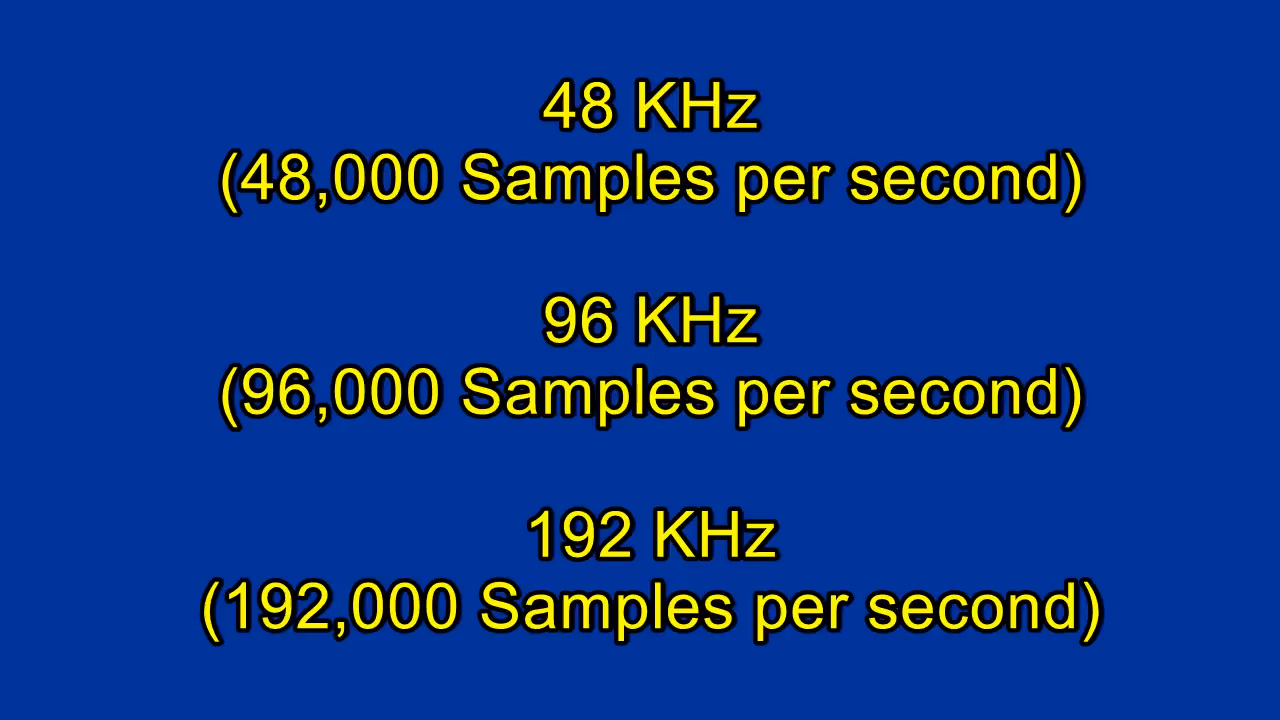 48 KHz
(48,000 Samples per second)
96 KHz
(96,000 Samples per second)
192 KHz
(192,000 Samples per second)